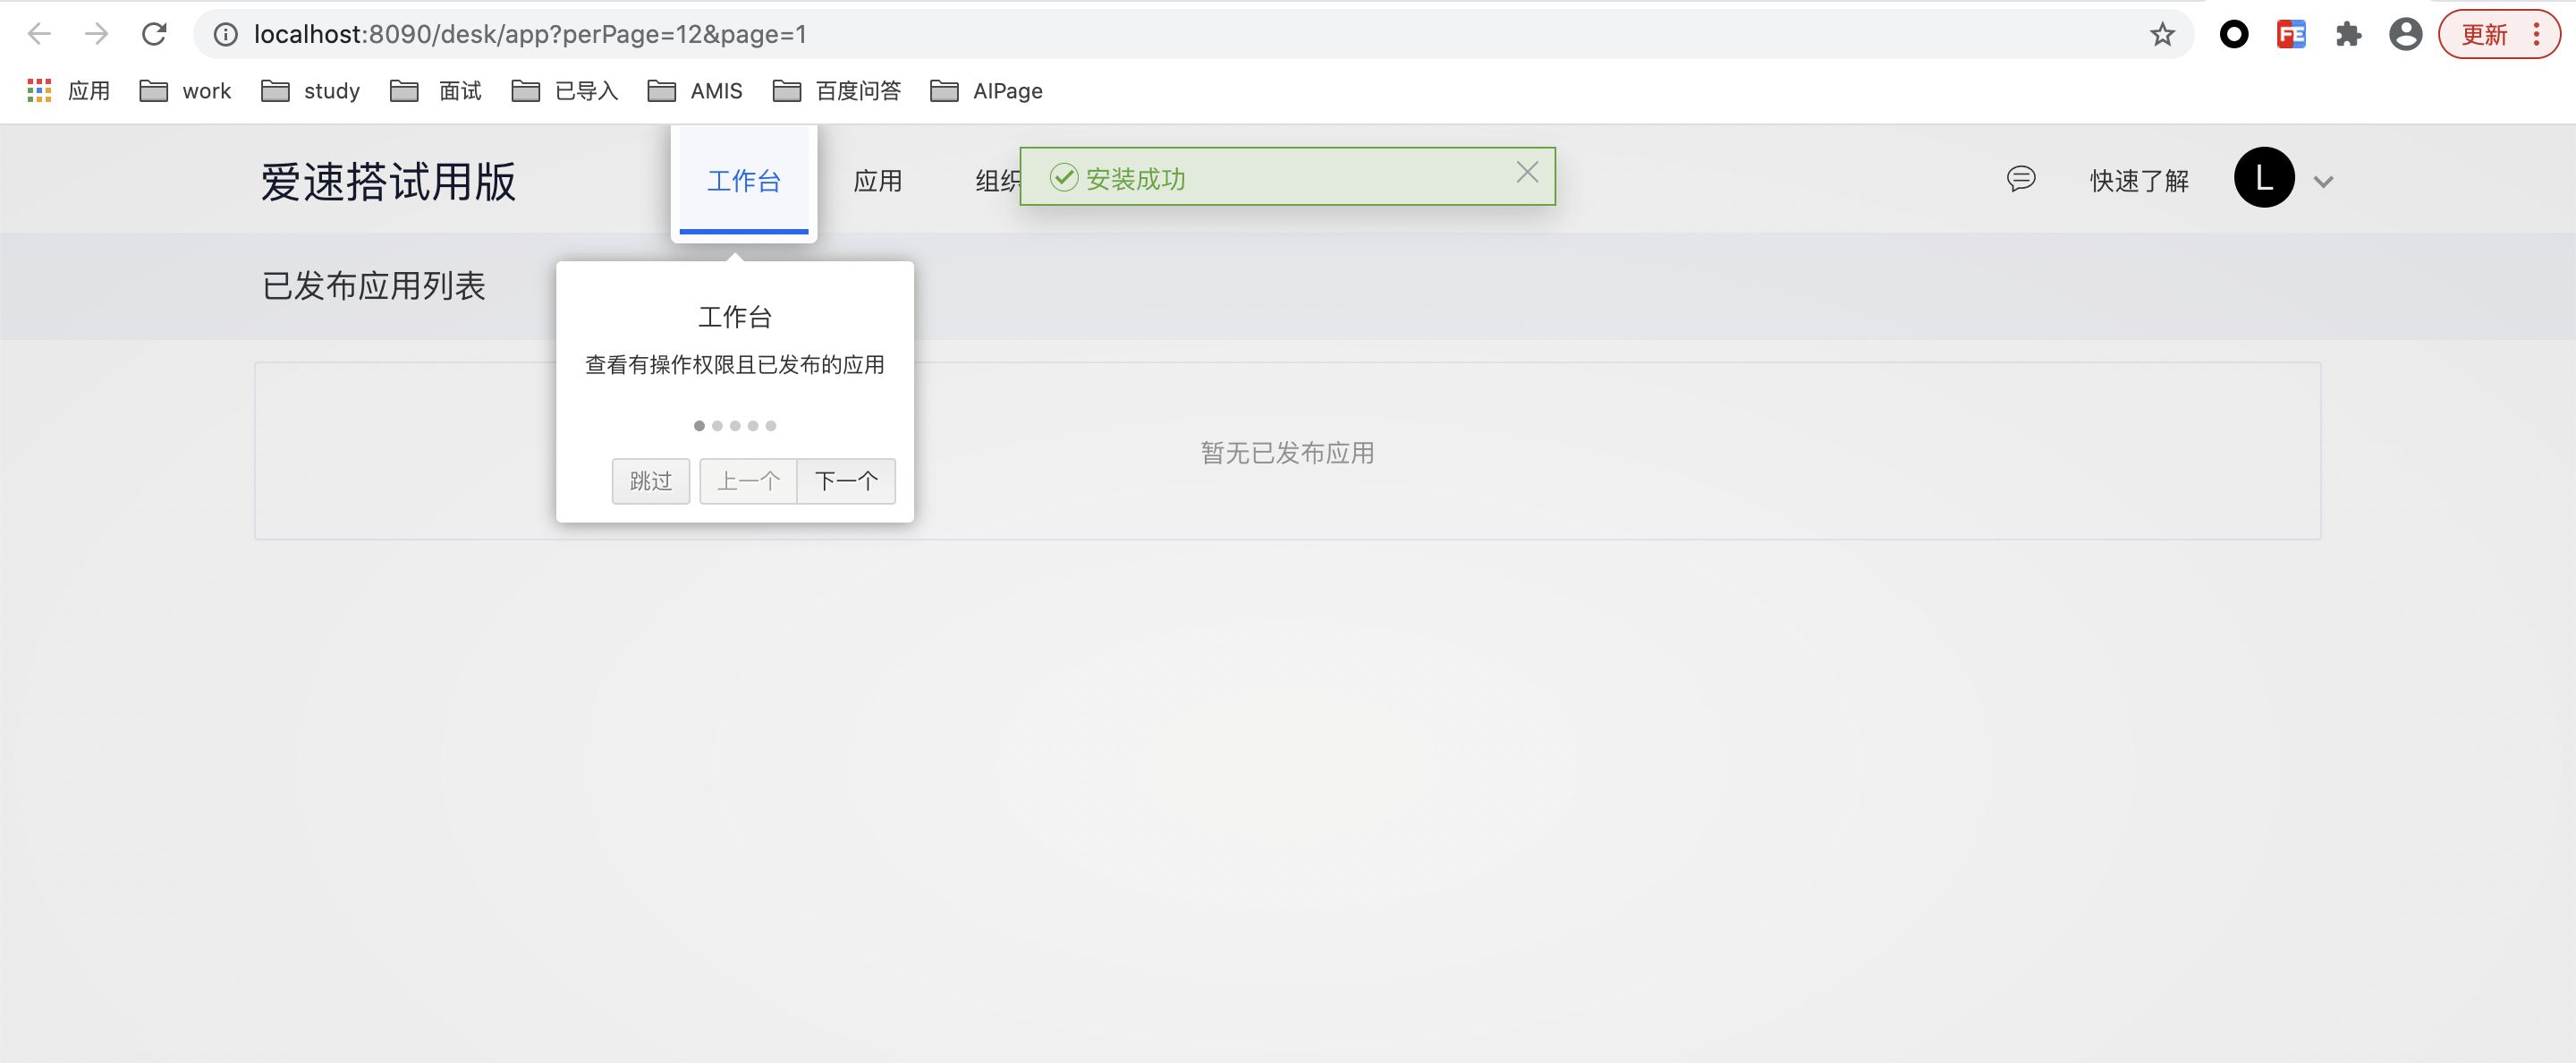 localhost:8090/desk/app?perPage=12&page=1
更新
应用 work study 面试 已导入 AMIS 百度问答 AIPage
爱速搭试用版 工作台 应用 组织 安装成功 快速了解 L
已发布应用列表
工作台
查看有操作权限且已发布的应用
跳过 上一个 下一个
暂无已发布应用
FE